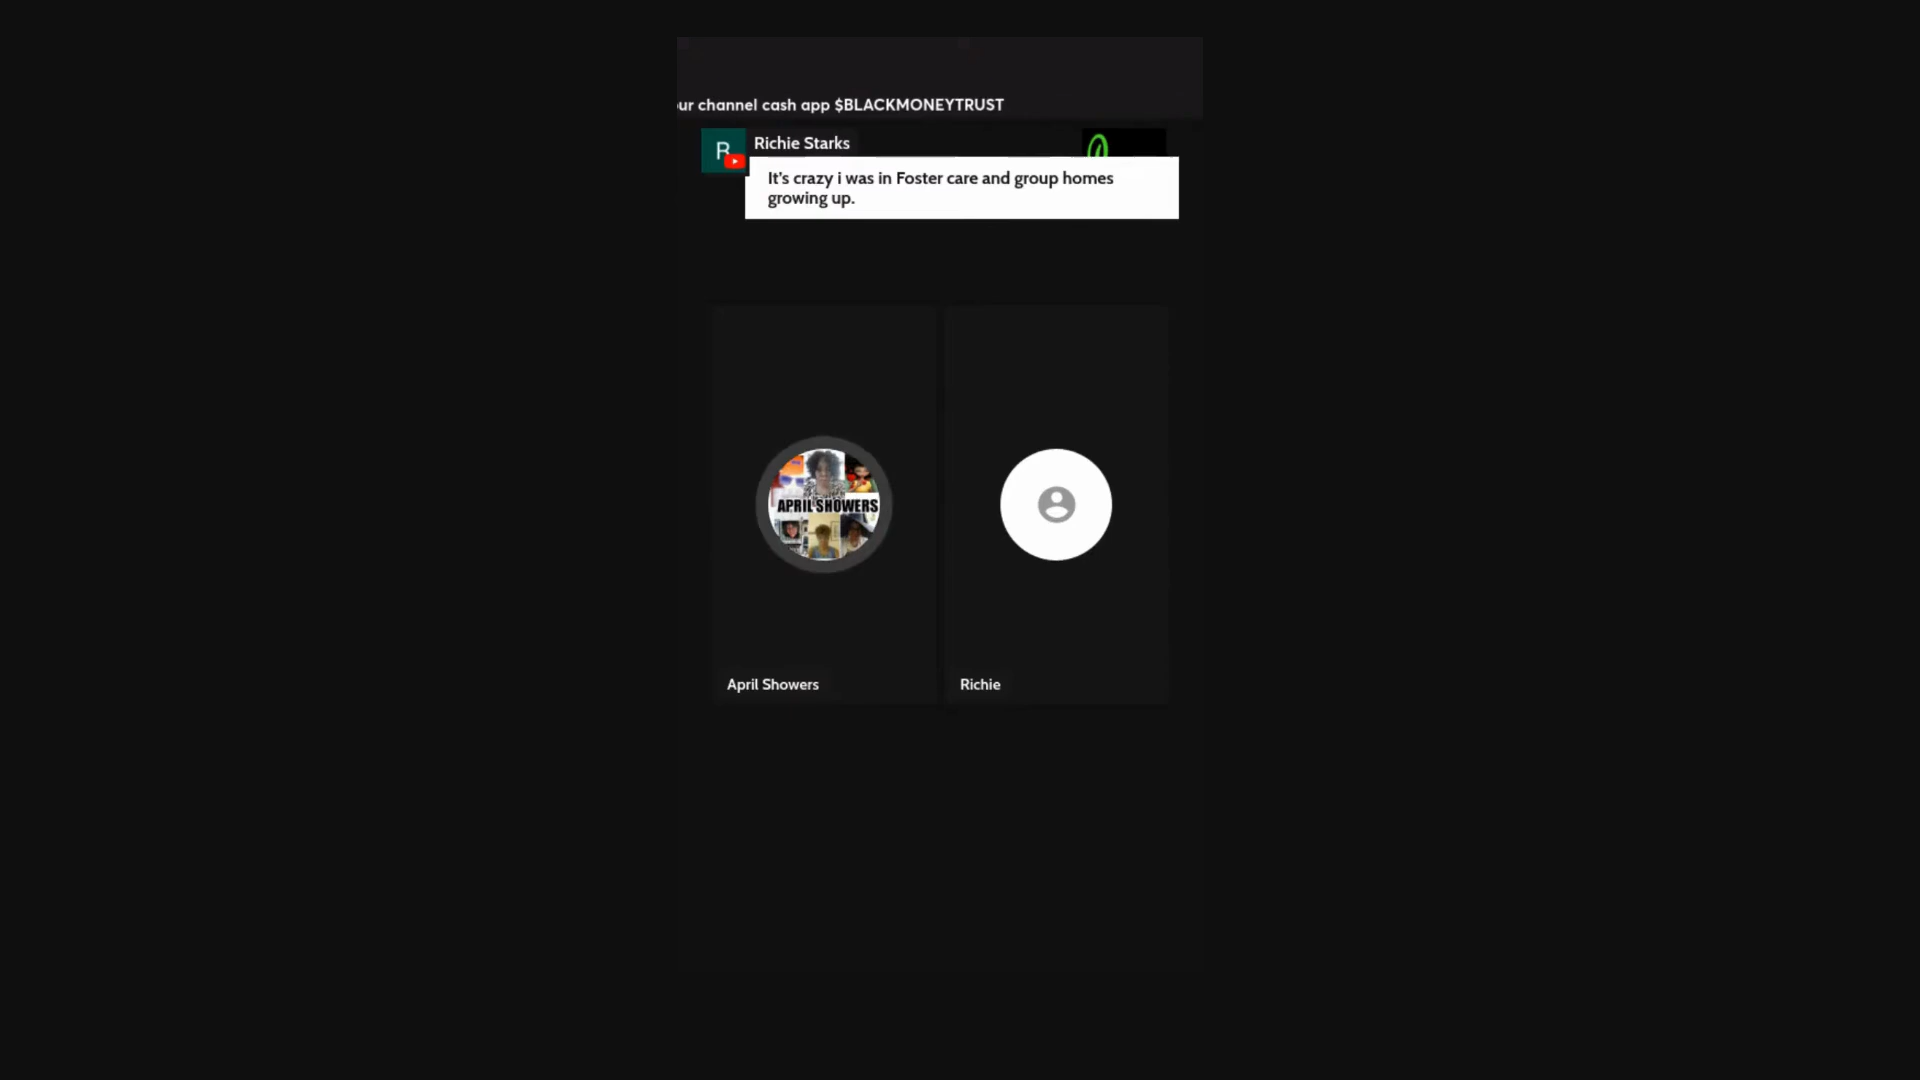 ur channel cash app $BLACKMONEYTRUST
R
Richie Starks
It's crazy i was in Foster care and group homes
growing up.
APRIL SHOWERS
April Showers
Richie